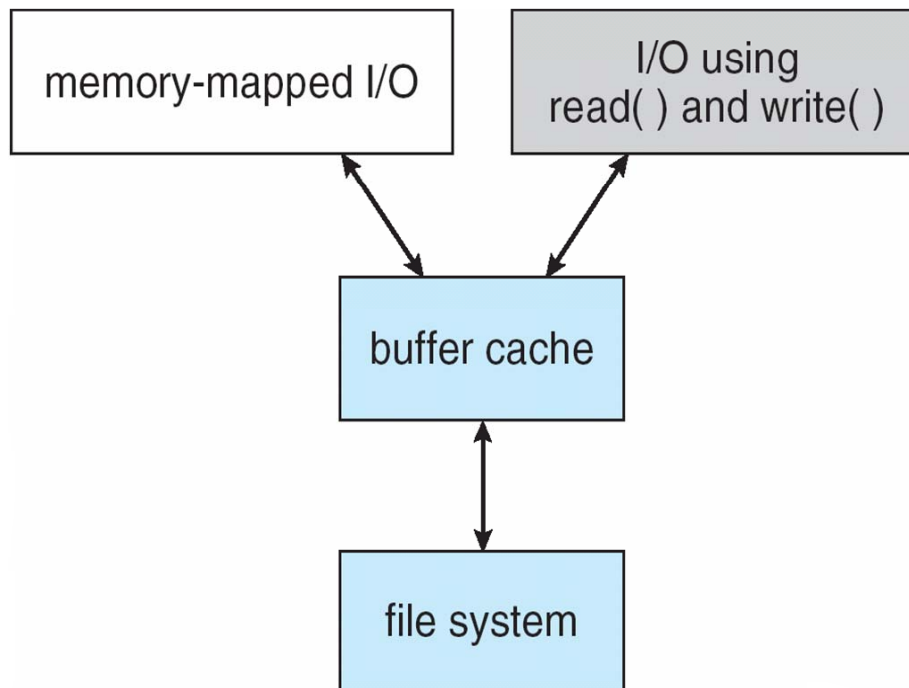 memory-mapped I/O
I/O using
read( ) and write( )
buffer cache
file system